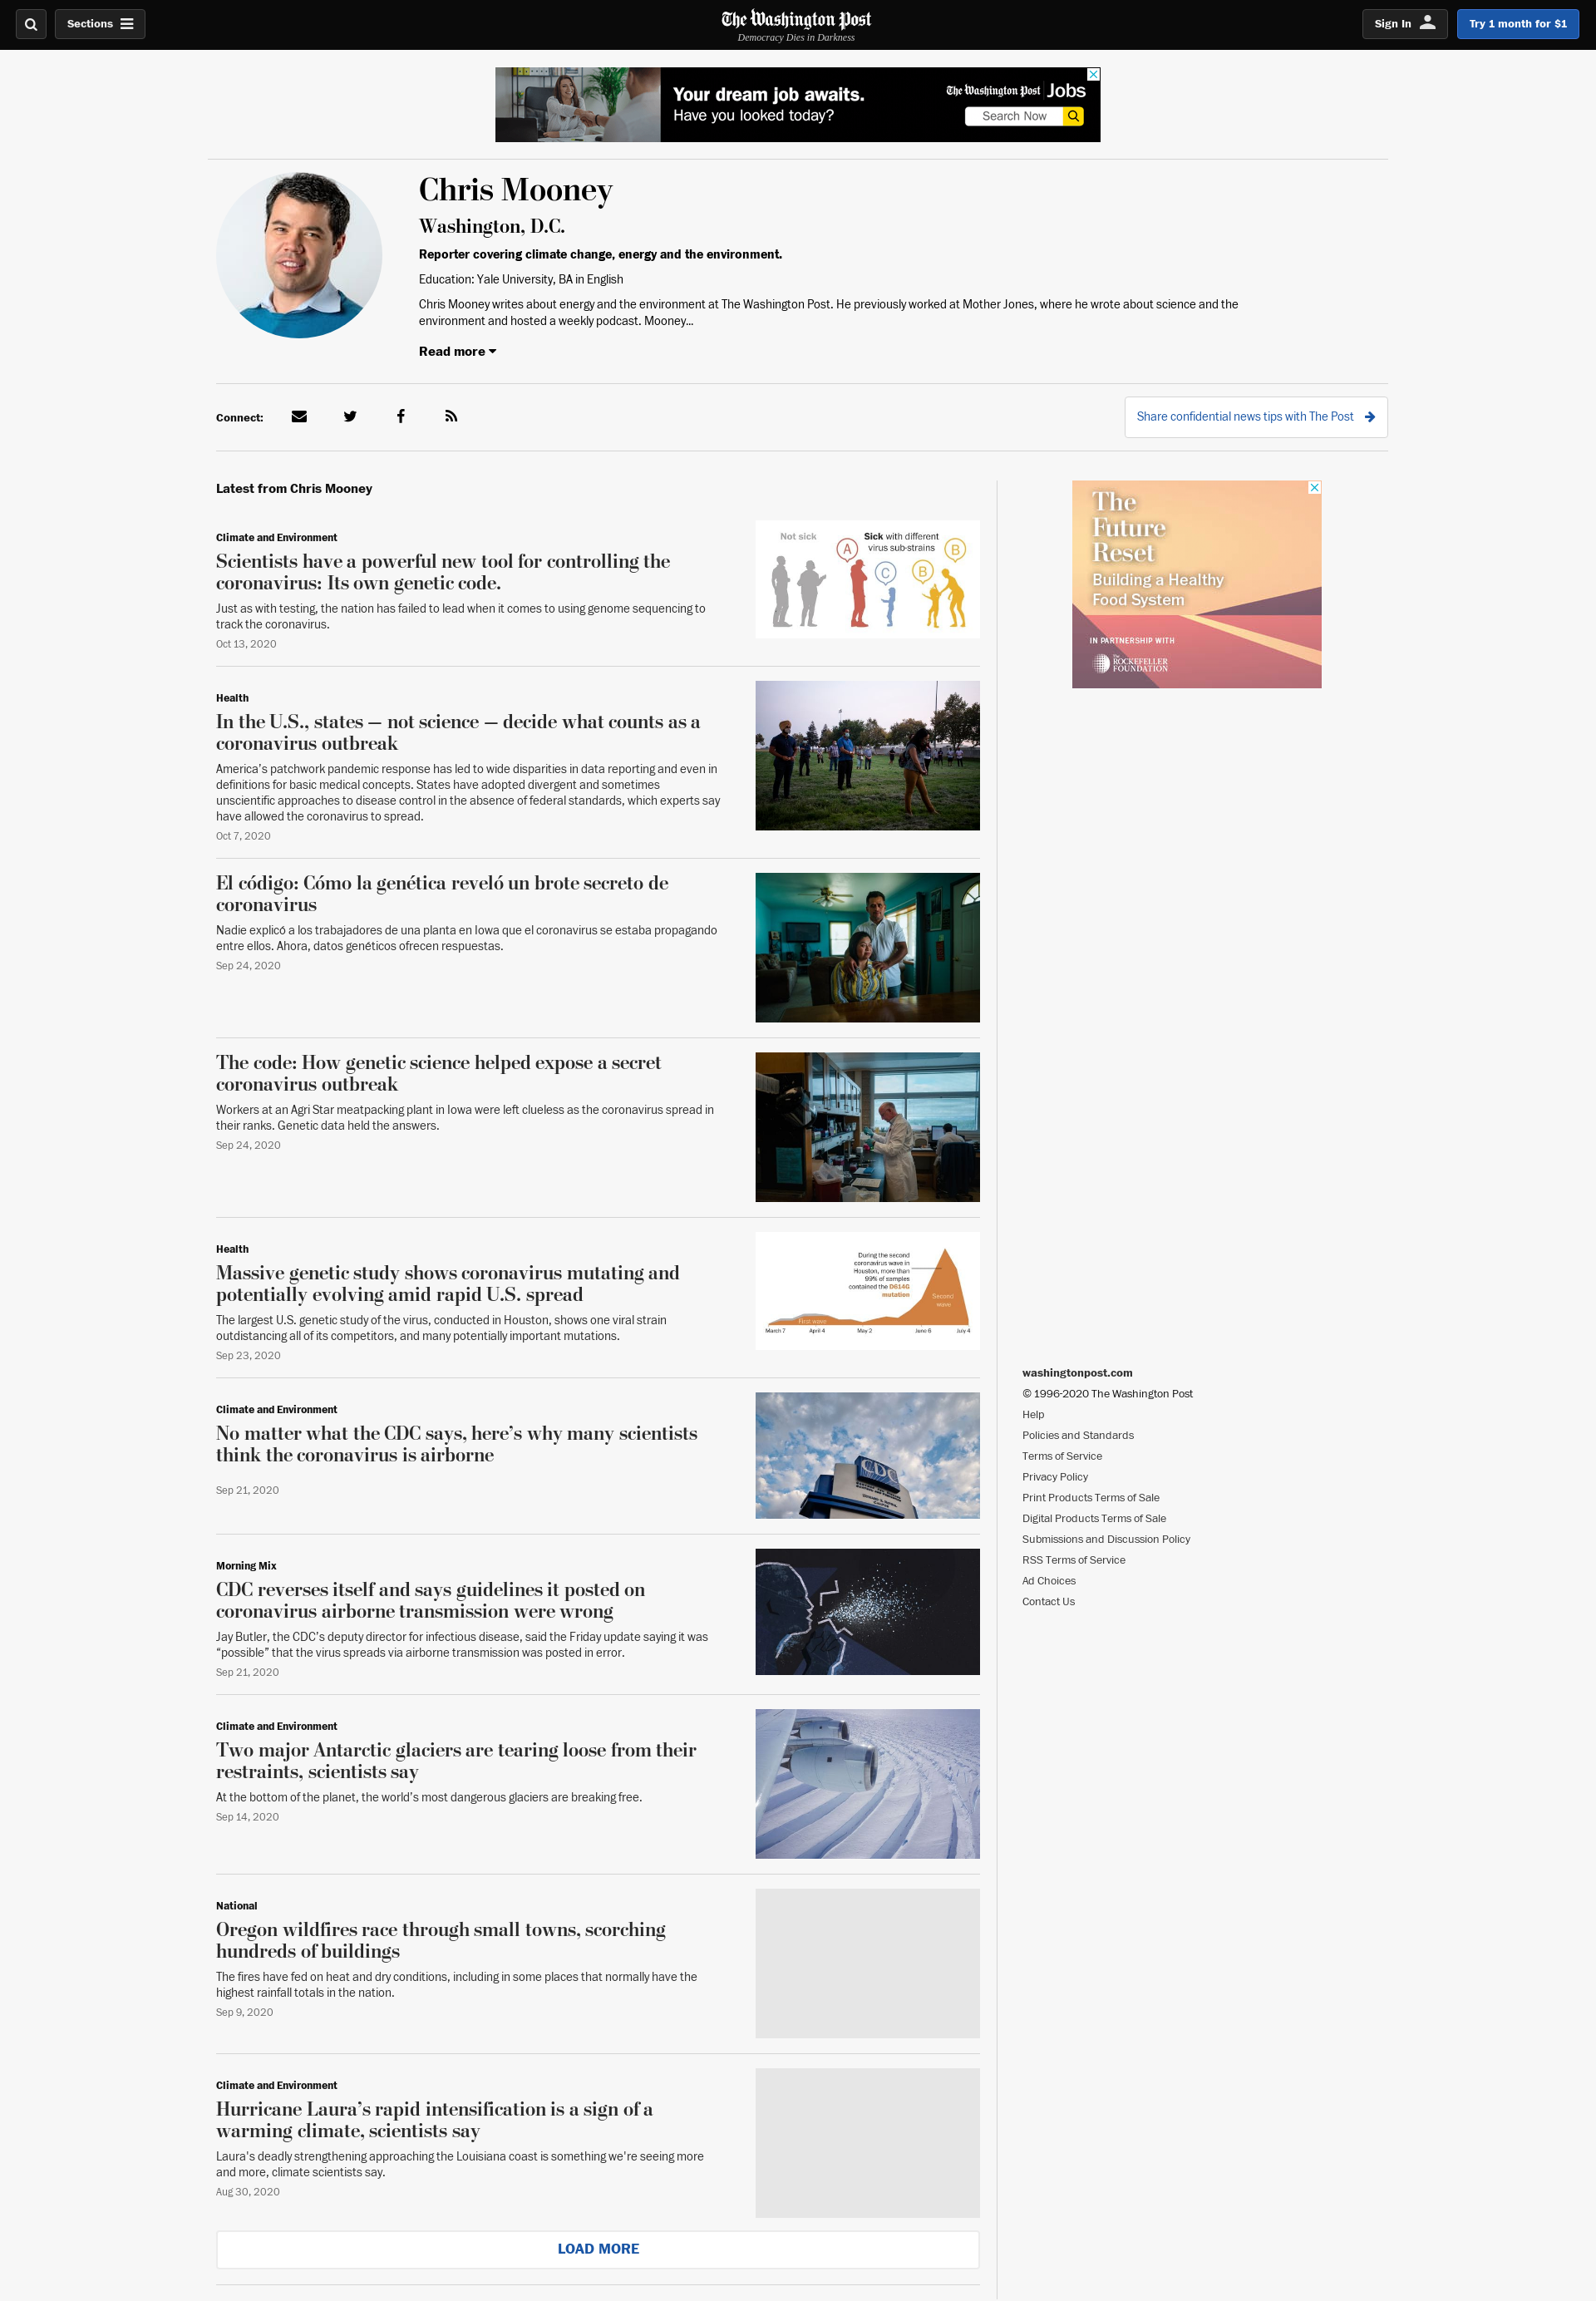 Sections
The Washington Post
Democracy Dies in Darkness
Sign In
Try 1 month for $1
Your dream job awaits.
Have you looked today?
The Washington Post Jobs
Search Now
Chris Mooney
Washington, D.C.
Reporter covering climate change, energy and the environment.
Education: Yale University, BA in English
Chris Mooney writes about energy and the environment at The Washington Post. He previously worked at Mother Jones, where he wrote about science and the
environment and hosted a weekly podcast. Mooney...
Read more
Connect:
Share confidential news tips with The Post
Latest from Chris Mooney
Climate and Environment
Scientists have a powerful new tool for controlling the
coronavirus: Its own genetic code.
Just as with testing, the nation has failed to lead when it comes to using genome sequencing to
track the coronavirus.
Oct 13, 2020
Not sick
Sick with different
virus sub-strains
A
B
C
B
The
Future
Reset
Building a Healthy
Food System
IN PARTNERSHIP WITH
The
ROCKEFELLER
FOUNDATION
Health
In the U.S., states — not science — decide what counts as a
coronavirus outbreak
America’s patchwork pandemic response has led to wide disparities in data reporting and even in
definitions for basic medical concepts. States have adopted divergent and sometimes
unscientific approaches to disease control in the absence of federal standards, which experts say
have allowed the coronavirus to spread.
Oct 7, 2020
El código: Cómo la genética reveló un brote secreto de
coronavirus
Nadie explicó a los trabajadores de una planta en Iowa que el coronavirus se estaba propagando
entre ellos. Ahora, datos genéticos ofrecen respuestas.
Sep 24, 2020
The code: How genetic science helped expose a secret
coronavirus outbreak
Workers at an Agri Star meatpacking plant in Iowa were left clueless as the coronavirus spread in
their ranks. Genetic data held the answers.
Sep 24, 2020
Health
Massive genetic study shows coronavirus mutating and
potentially evolving amid rapid U.S. spread
The largest U.S. genetic study of the virus, conducted in Houston, shows one viral strain
outdistancing all of its competitors, and many potentially important mutations.
Sep 23, 2020
During the second
coronavirus wave in
Houston, more than
99% of samples
contained the D614G
mutation
Second
wave
First wave
March 7
April 4
May 2
June 6
July 4
Climate and Environment
No matter what the CDC says, here’s why many scientists
think the coronavirus is airborne
Sep 21, 2020
CDC
Morning Mix
CDC reverses itself and says guidelines it posted on
coronavirus airborne transmission were wrong
Jay Butler, the CDC’s deputy director for infectious disease, said the Friday update saying it was
“possible” that the virus spreads via airborne transmission was posted in error.
Sep 21, 2020
Climate and Environment
Two major Antarctic glaciers are tearing loose from their
restraints, scientists say
At the bottom of the planet, the world’s most dangerous glaciers are breaking free.
Sep 14, 2020
National
Oregon wildfires race through small towns, scorching
hundreds of buildings
The fires have fed on heat and dry conditions, including in some places that normally have the
highest rainfall totals in the nation.
Sep 9, 2020
Climate and Environment
Hurricane Laura’s rapid intensification is a sign of a
warming climate, scientists say
Laura's deadly strengthening approaching the Louisiana coast is something we're seeing more
and more, climate scientists say.
Aug 30, 2020
LOAD MORE
washingtonpost.com
© 1996-2020 The Washington Post
Help
Policies and Standards
Terms of Service
Privacy Policy
Print Products Terms of Sale
Digital Products Terms of Sale
Submissions and Discussion Policy
RSS Terms of Service
Ad Choices
Contact Us